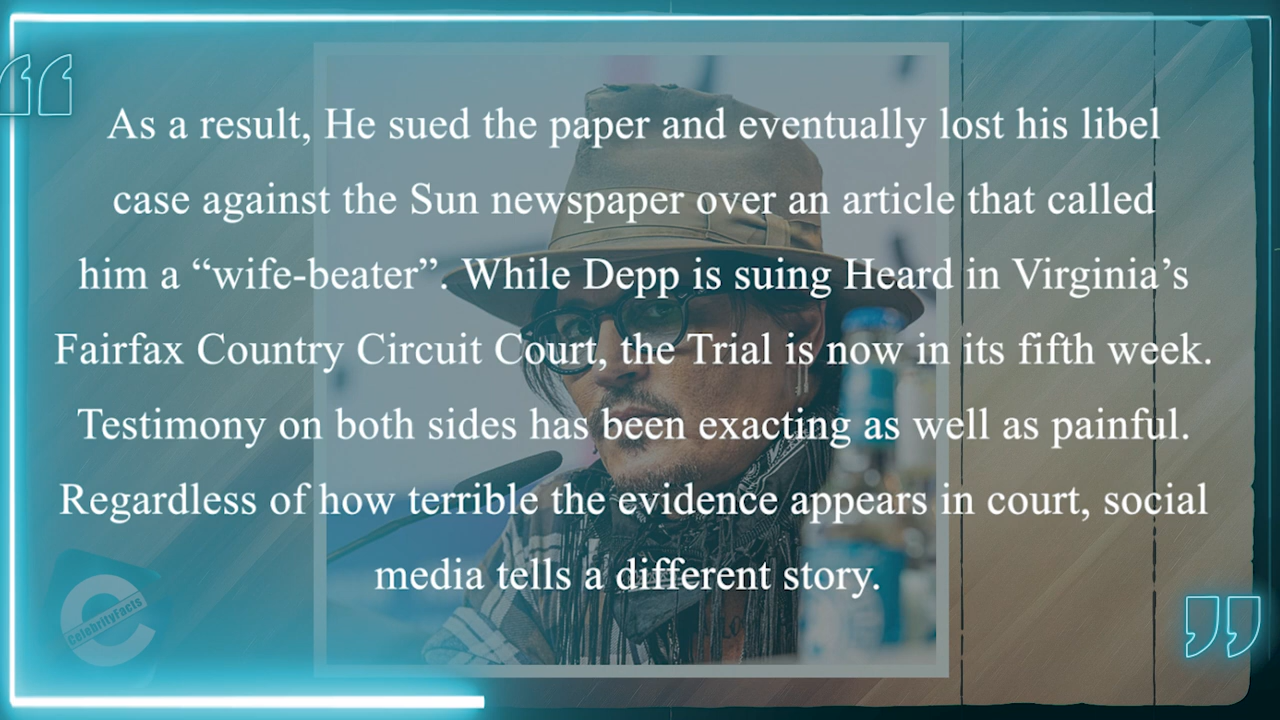 As a result, He sued the paper and eventually lost his libel
case against the Sun newspaper over an article that called
him a “wife-beater”. While Depp is suing Heard in Virginia’s
Fairfax Country Circuit Court, the Trial is now in its fifth week.
Testimony on both sides has been exacting as well as painful.
Regardless of how terrible the evidence appears in court, social
media tells a different story.
CelebrityFacts